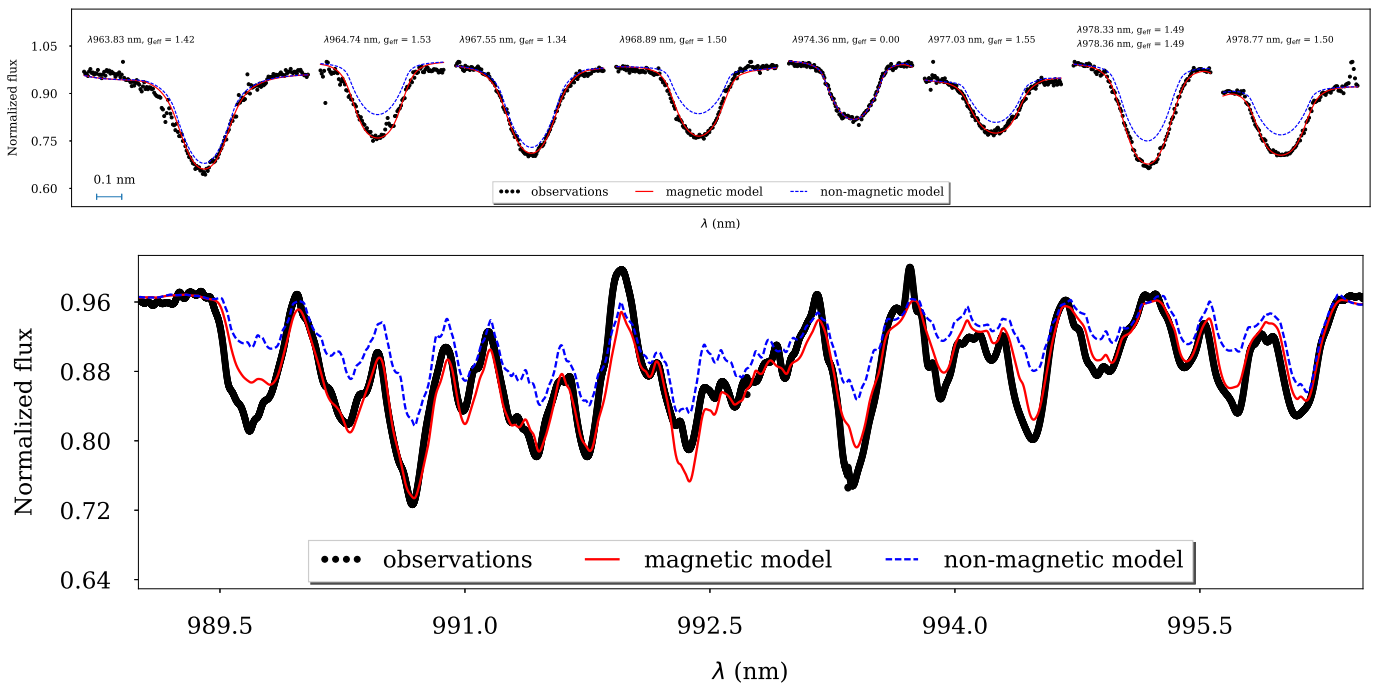 λ963.83 nm, g_eff = 1.42
λ964.74 nm, g_eff = 1.53
λ967.55 nm, g_eff = 1.34
λ968.89 nm, g_eff = 1.50
λ974.36 nm, g_eff = 0.00
λ977.03 nm, g_eff = 1.55
λ978.33 nm, g_eff = 1.49
λ978.36 nm, g_eff = 1.49
λ978.77 nm, g_eff = 1.50
Normalized flux
1.05
0.90
0.75
0.60
0.1 nm
observations
magnetic model
non-magnetic model
λ (nm)
Normalized flux
0.96
0.88
0.80
0.72
0.64
observations
magnetic model
non-magnetic model
989.5
991.0
992.5
994.0
995.5
λ (nm)